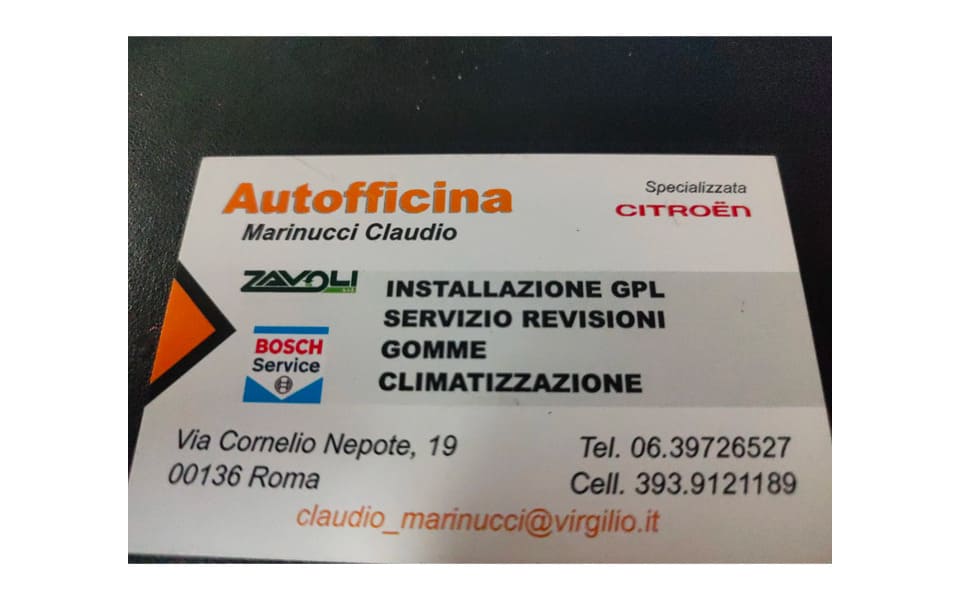 Autofficina
Marinucci Claudio
Specializzata
CITROËN
ZAVOLI
INSTALLAZIONE GPL
SERVIZIO REVISIONI
GOMME
CLIMATIZZAZIONE
BOSCH
Service
Via Cornelio Nepote, 19
00136 Roma
Tel. 06.39726527
Cell. 393.9121189
claudio_marinucci@virgilio.it